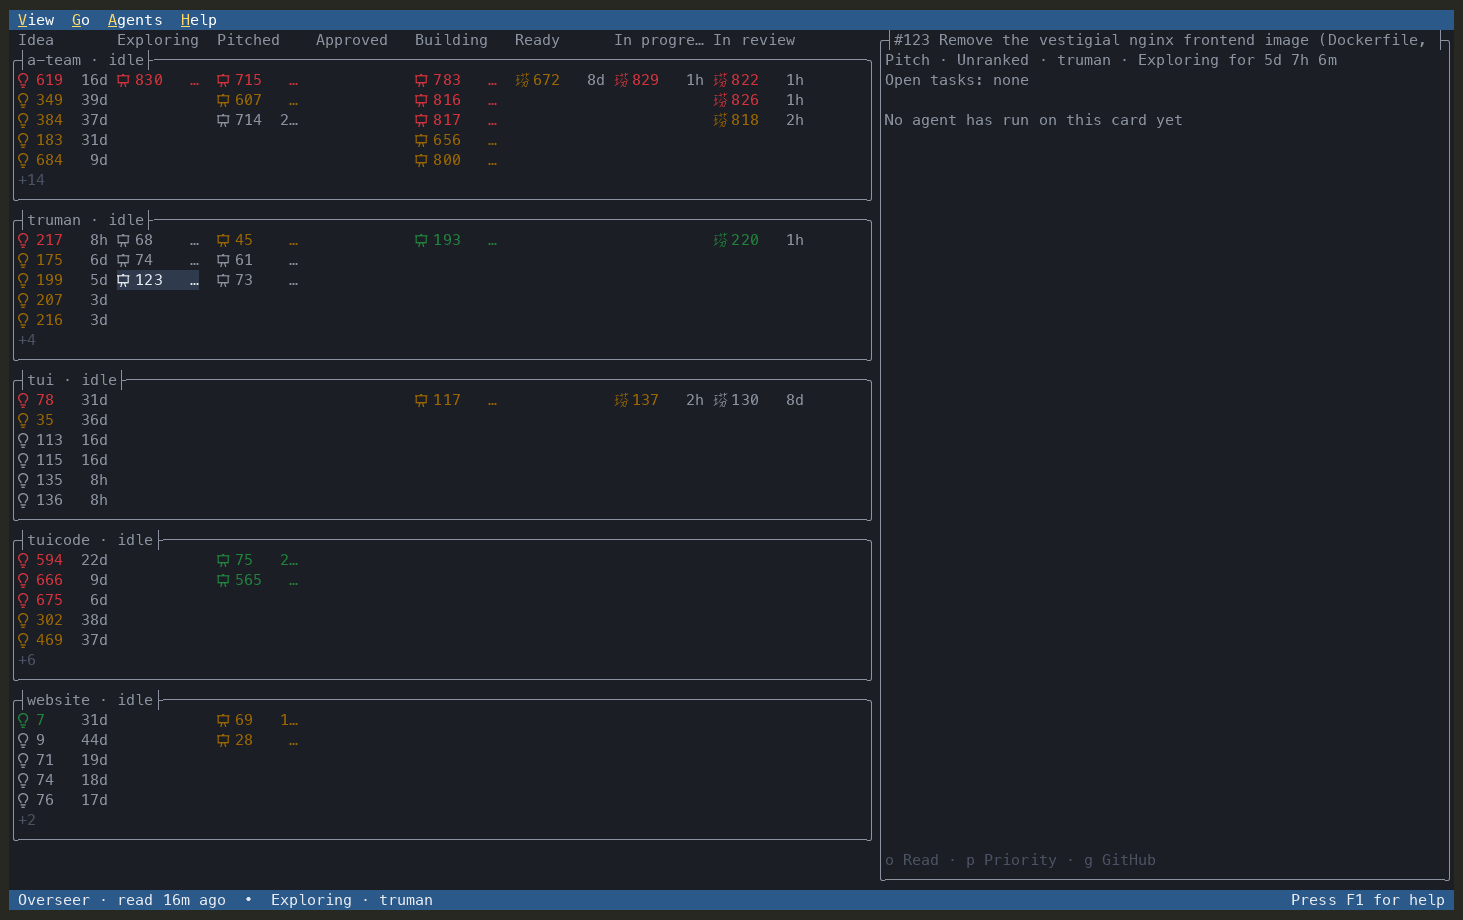 View  Go  Agents  Help
Idea  Exploring  Pitched  Approved  Building  Ready  In progre…  In review
a-team · idle
619 16d  830 …  715 …  783 …  672 8d  829 1h  822 1h
349 39d  607 …  816 …  826 1h
384 37d  714 2…  817 …  818 2h
183 31d  656 …
684 9d  800 …
+14
truman · idle
217 8h  68 …  45 …  193 …  220 1h
175 6d  74 …  61 …
199 5d  123 …  73 …
207 3d
216 3d
+4
tui · idle
78 31d  117 …  137 2h  130 8d
35 36d
113 16d
115 16d
135 8h
136 8h
tuicode · idle
594 22d  75 2…
666 9d  565 …
675 6d
302 38d
469 37d
+6
website · idle
7 31d  69 1…
9 44d  28 …
71 19d
74 18d
76 17d
+2
#123 Remove the vestigial nginx frontend image (Dockerfile,
Pitch · Unranked · truman · Exploring for 5d 7h 6m
Open tasks: none
No agent has run on this card yet
o Read · p Priority · g GitHub
Overseer · read 16m ago • Exploring · truman
Press F1 for help